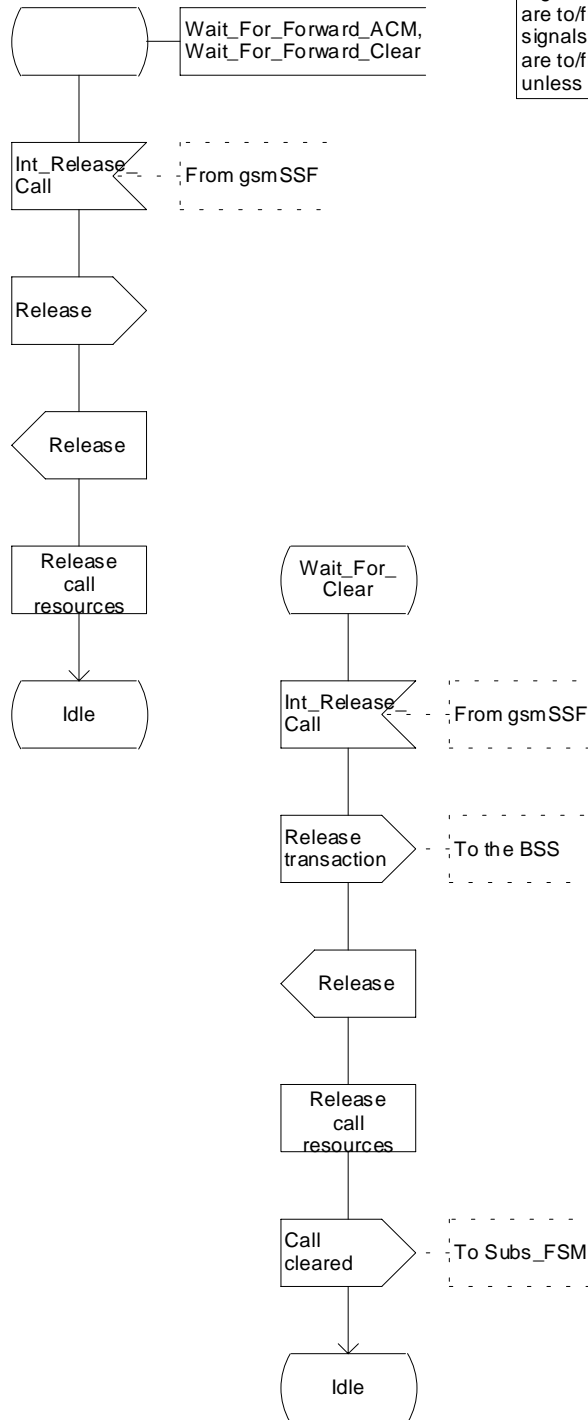 Wait_For_Forward_ACM,
Wait_For_Forward_Clear
are to/f
signals
are to/f
unless
Int_Release_
Call
From gsmSSF
Release
Release
Release
call
resources
Idle
Wait_For_
Clear
Int_Release_
Call
From gsmSSF
Release
transaction
To the BSS
Release
Release
call
resources
Call
cleared
To Subs_FSM
Idle